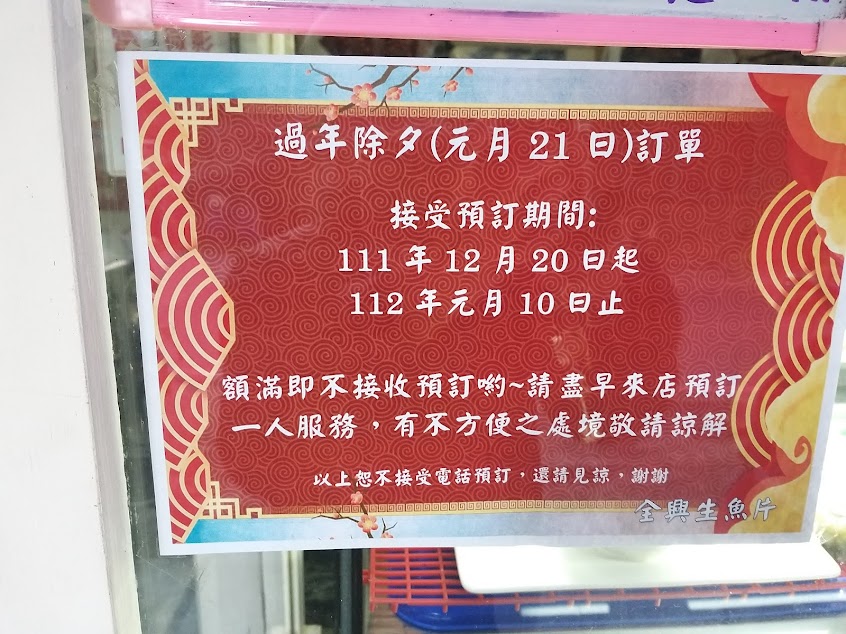 過年除夕(元月 21 日)訂單
接受預訂期間:
111 年 12 月 20 日起
112 年元月 10 日止
額滿即不接收預訂喲~請盡早來店預訂
一人服務，有不方便之處境敬請諒解
以上恕不接受電話預訂，還請見諒，謝謝
全興生魚片